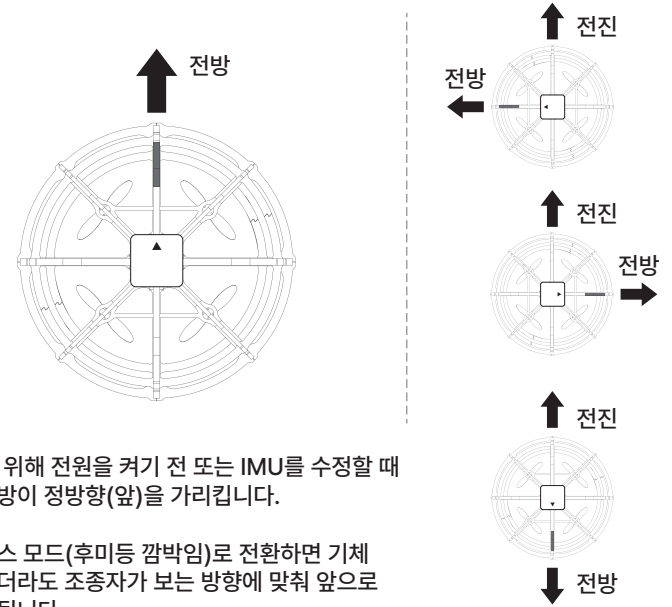 전방
전진
전방
전진
전방
전진
전방
위해 전원을 켜기 전 또는 IMU를 수정할 때
방이 정방향(앞)을 가리킵니다.
스 모드(후미등 깜박임)로 전환하면 기체
더라도 조종자가 보는 방향에 맞춰 앞으로